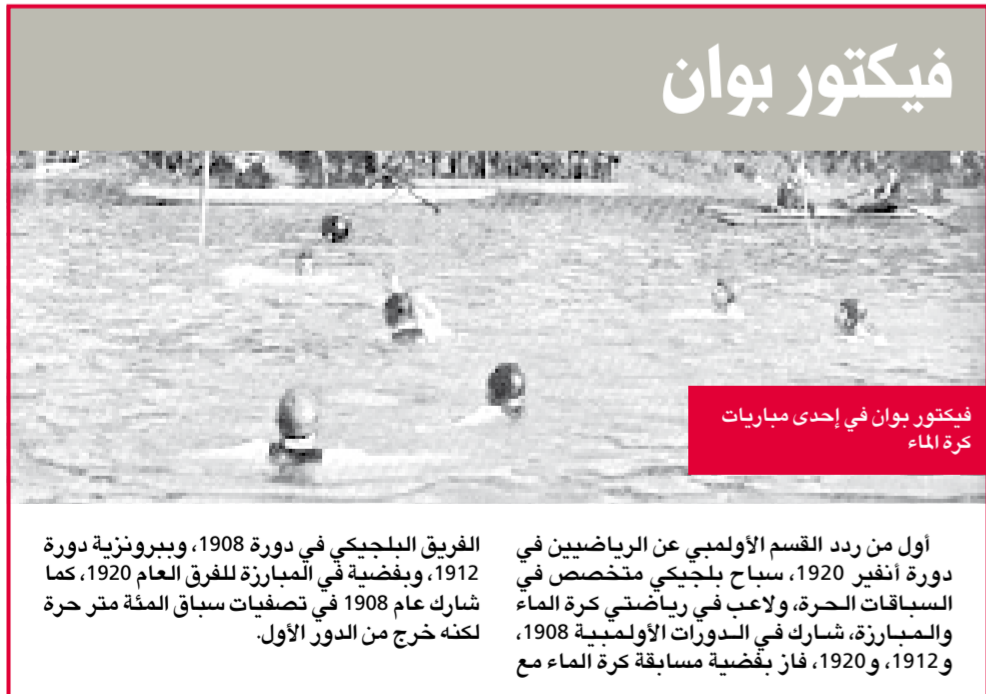 فيكتور بوان
فيكتور بوان في إحدى مباريات
كرة الماء
أول من ردد القسم الأولمبي عن الرياضيين في
دورة أنفير 1920، سباح بلجيكي متخصص في
السباقات الحرة، ولاعب في رياضتي كرة الماء
والمبارزة، شارك في الدورات الأولمبية 1908،
و1912، و1920، فاز بفضية مسابقة كرة الماء مع
الفريق البلجيكي في دورة 1908، وببرونزية دورة
1912، وبفضية في المبارزة للفرق العام 1920، كما
شارك عام 1908 في تصفيات سباق المئة متر حرة
لكنه خرج من الدور الأول.